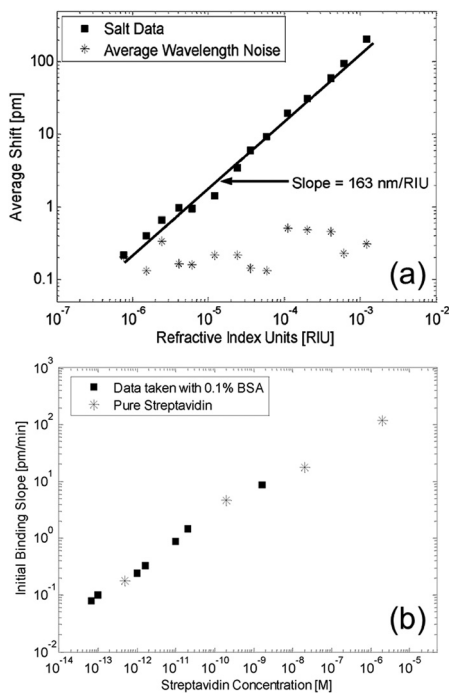 Salt Data
Average Wavelength Noise
100
10
1
0.1
Average Shift [pm]
Slope = 163 nm/RIU
(a)
10⁻⁷ 10⁻⁶ 10⁻⁵ 10⁻⁴ 10⁻³ 10⁻²
Refractive Index Units [RIU]
10³
Data taken with 0.1% BSA
Pure Streptavidin
10²
10¹
10⁰
10⁻¹
10⁻²
Initial Binding Slope [pm/min]
(b)
10⁻¹⁴ 10⁻¹³ 10⁻¹² 10⁻¹¹ 10⁻¹⁰ 10⁻⁹ 10⁻⁸ 10⁻⁷ 10⁻⁶ 10⁻⁵
Streptavidin Concentration [M]